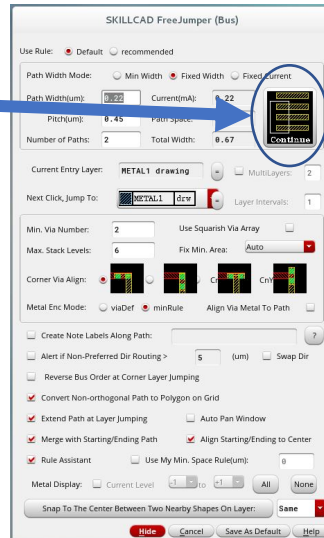 SKILLCAD FreeJumper (Bus)
Use Rule: Default recommended
Path Width Mode: Min Width Fixed Width Fixed Current
Path Width(um): 0.22 Current(mA): 0.22
Pitch(um): 0.45 Path Space:
Number of Paths: 2 Total Width: 0.67
Continue
Current Entry Layer: METAL1 drawing = MultiLayers: 2
Next Click, Jump To: METAL1 drw = Layer Intervals: 1
Min. Via Number: 2 Use Squarish Via Array
Max. Stack Levels: 6 Fix Min. Area: Auto
Corner Via Align: CnY
Metal Enc Mode: viaDef minRule Align Via Metal To Path
Create Note Labels Along Path: ?
Alert if Non-Preferred Dir Routing > 5 (um) Swap Dir
Reverse Bus Order at Corner Layer Jumping
Convert Non-orthogonal Path to Polygon on Grid
Extend Path at Layer Jumping Auto Pan Window
Merge with Starting/Ending Path Align Starting/Ending to Center
Rule Assistant Use My Min. Space Rule(um): 0
Metal Display: Current Level -1 to +1 All None
Snap To The Center Between Two Nearby Shapes On Layer: Same
Hide Cancel Save As Default Help